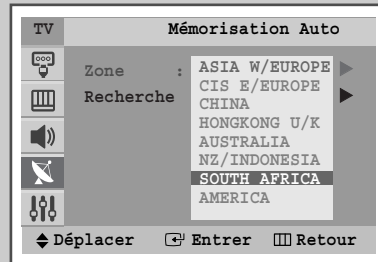 TV Mémorisation Auto
Zone : ASIA W/EUROPE
CIS E/EUROPE
Recherche CHINA
HONGKONG U/K
AUSTRALIA
NZ/INDONESIA
SOUTH AFRICA
AMERICA
Déplacer Entrer Retour